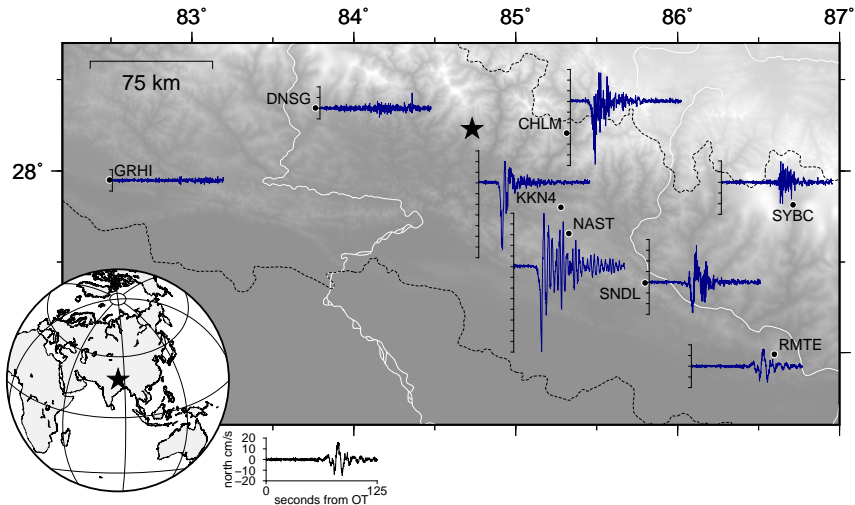 83° 84° 85° 86° 87°
75 km
DNSG
CHLM
28°
GRHI
KKN4
NAST
SYBC
SNDL
RMTE
north cm/s
20
10
0
−10
−20
0 125
seconds from OT